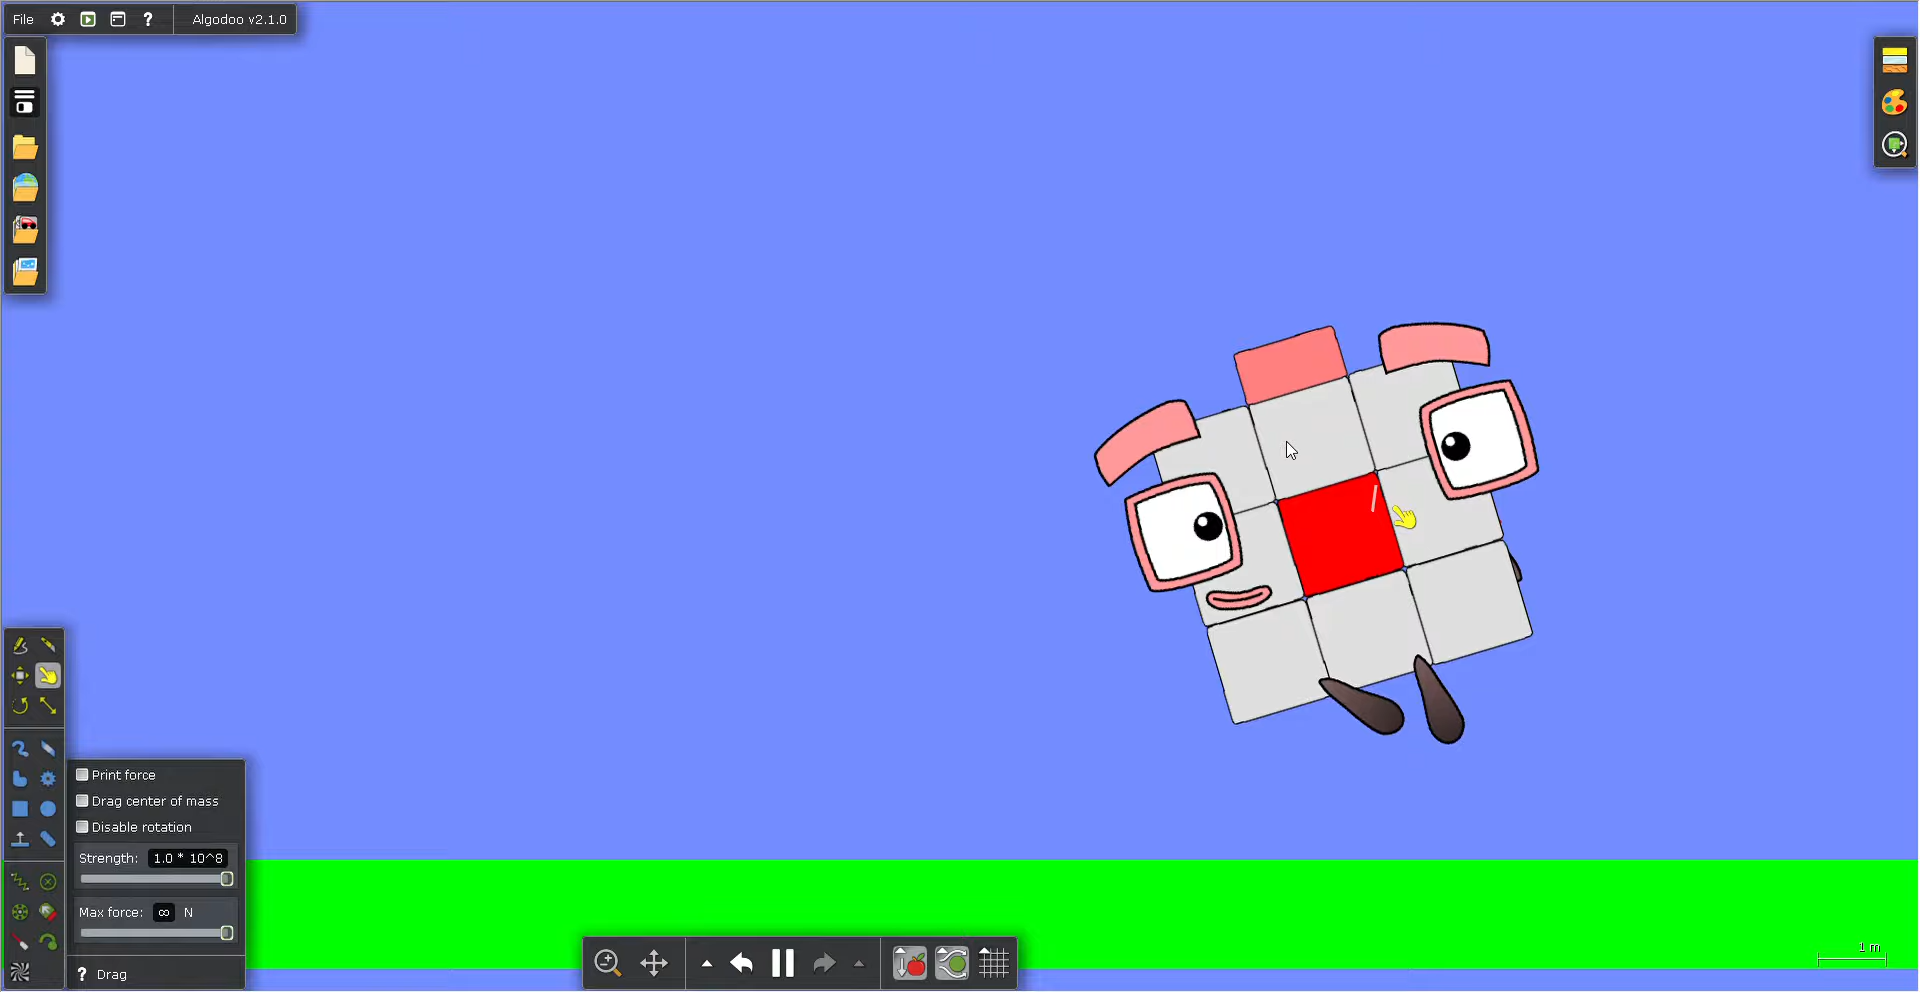 File ? Algodoo v2.1.0
Print force
Drag center of mass
Disable rotation
Strength: 1.0 * 10^8
Max force: ∞ N
? Drag
1 m